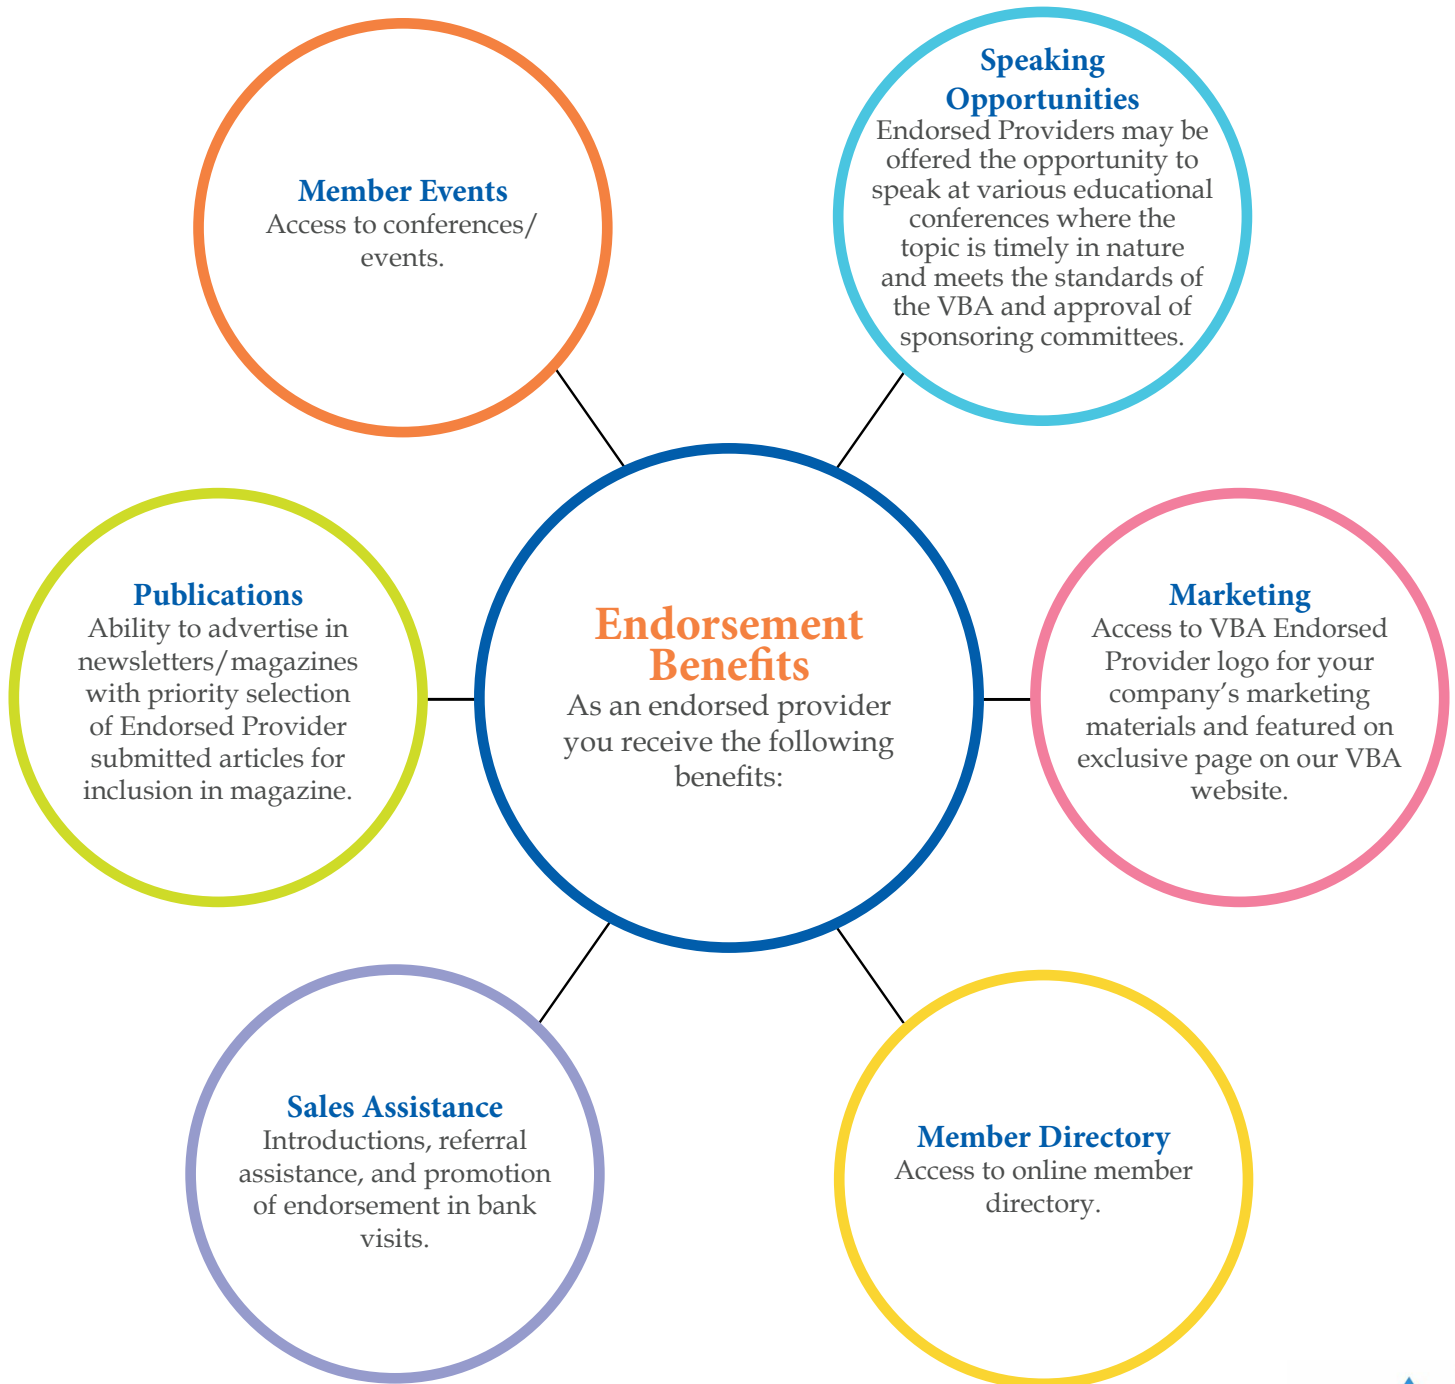 Member Events
Access to conferences/
events.
Speaking
Opportunities
Endorsed Providers may be
offered the opportunity to
speak at various educational
conferences where the
topic is timely in nature
and meets the standards of
the VBA and approval of
sponsoring committees.
Publications
Ability to advertise in
newsletters/magazines
with priority selection
of Endorsed Provider
submitted articles for
inclusion in magazine.
Endorsement
Benefits
As an endorsed provider
you receive the following
benefits:
Marketing
Access to VBA Endorsed
Provider logo for your
company’s marketing
materials and featured on
exclusive page on our VBA
website.
Sales Assistance
Introductions, referral
assistance, and promotion
of endorsement in bank
visits.
Member Directory
Access to online member
directory.